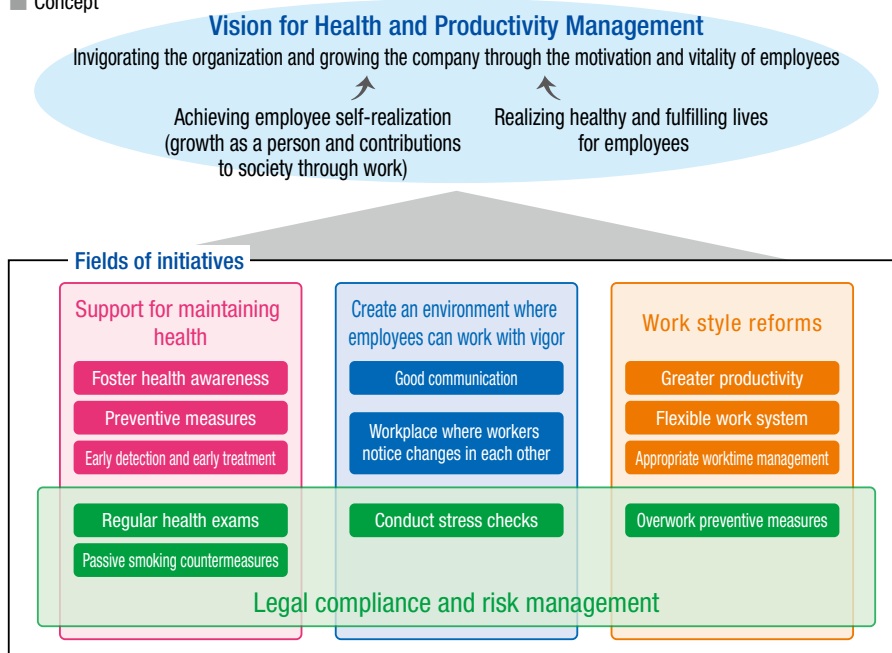 Concept
Vision for Health and Productivity Management
Invigorating the organization and growing the company through the motivation and vitality of employees
Achieving employee self-realization
(growth as a person and contributions
to society through work)
Realizing healthy and fulfilling lives
for employees
Fields of initiatives
Support for maintaining
health
Foster health awareness
Preventive measures
Early detection and early treatment
Regular health exams
Passive smoking countermeasures
Create an environment where
employees can work with vigor
Good communication
Workplace where workers
notice changes in each other
Conduct stress checks
Work style reforms
Greater productivity
Flexible work system
Appropriate worktime management
Overwork preventive measures
Legal compliance and risk management